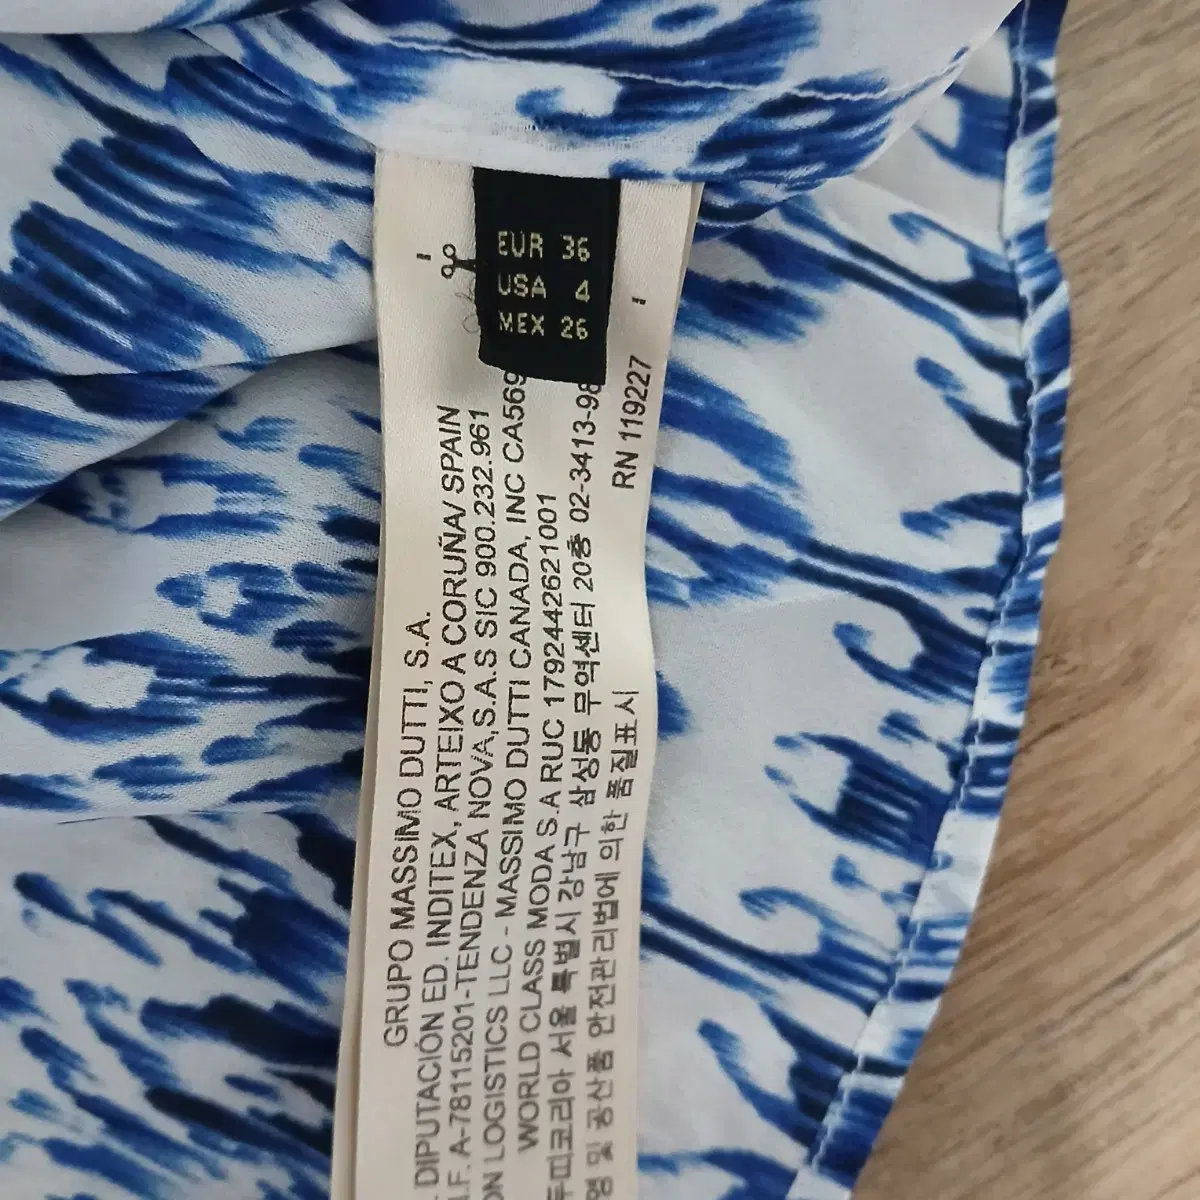 EUR 36
USA 4
MEX 26
GRUPO MASSIMO DUTTI, S.A.
DIPUTACIÓN ED. INDITEX, ARTEIXO A CORUÑA/ SPAIN
.I.F. A-78115201-TENDENZA NOVA,S.A.S SIC 900.232.961
ON LOGISTICS LLC - MASSIMO DUTTI CANADA, INC CA569
WORLD CLASS MODA S.A RUC 1792442621001
두띠코리아 서울 특별시 강남구 삼성동 무역센터 20층 02-3413-98
및 공산품 안전관리법에 의한 품질표시
RN 119227